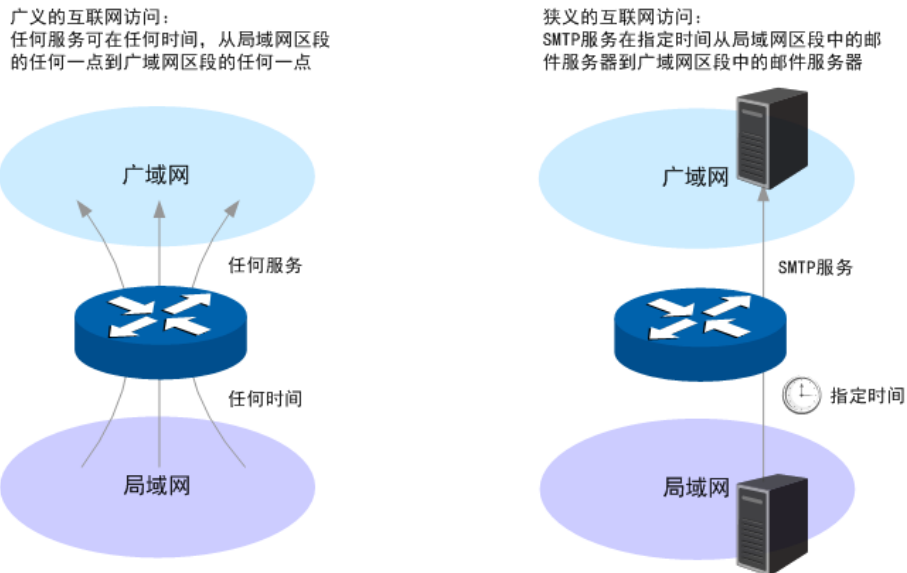 广义的互联网访问：
任何服务可在任何时间，从局域网区段
的任何一点到广域网区段的任何一点
广域网
任何服务
任何时间
局域网
狭义的互联网访问：
SMTP服务在指定时间从局域网区段中的邮
件服务器到广域网区段中的邮件服务器
广域网
SMTP服务
指定时间
局域网